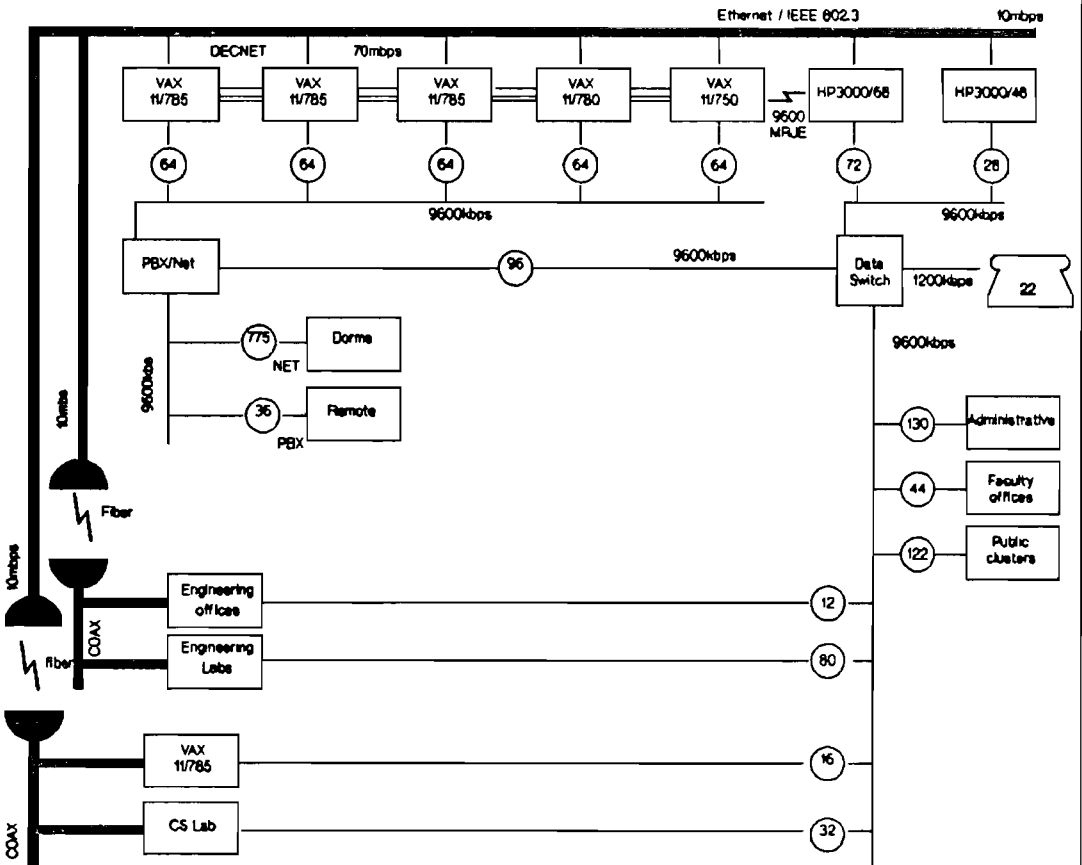 Ethernet / IEEE 802.3
10mbps
DECNET
70mbps
VAX
11/785
VAX
11/785
VAX
11/785
VAX
11/780
VAX
11/750
9600
MRJE
HP3000/68
HP3000/48
64
64
64
64
64
72
28
9600kbps
9600kbps
PBX/Net
96
9600kbps
Data
Switch
1200kbps
22
9600kbs
775
NET
Dorms
36
PBX
Remote
9600kbps
130
Administrative
44
Faculty
offices
122
Public
clusters
10mbs
Fiber
10mbps
COAX
Engineering
offices
12
fiber
Engineering
Labs
80
VAX
11/785
16
COAX
CS Lab
32